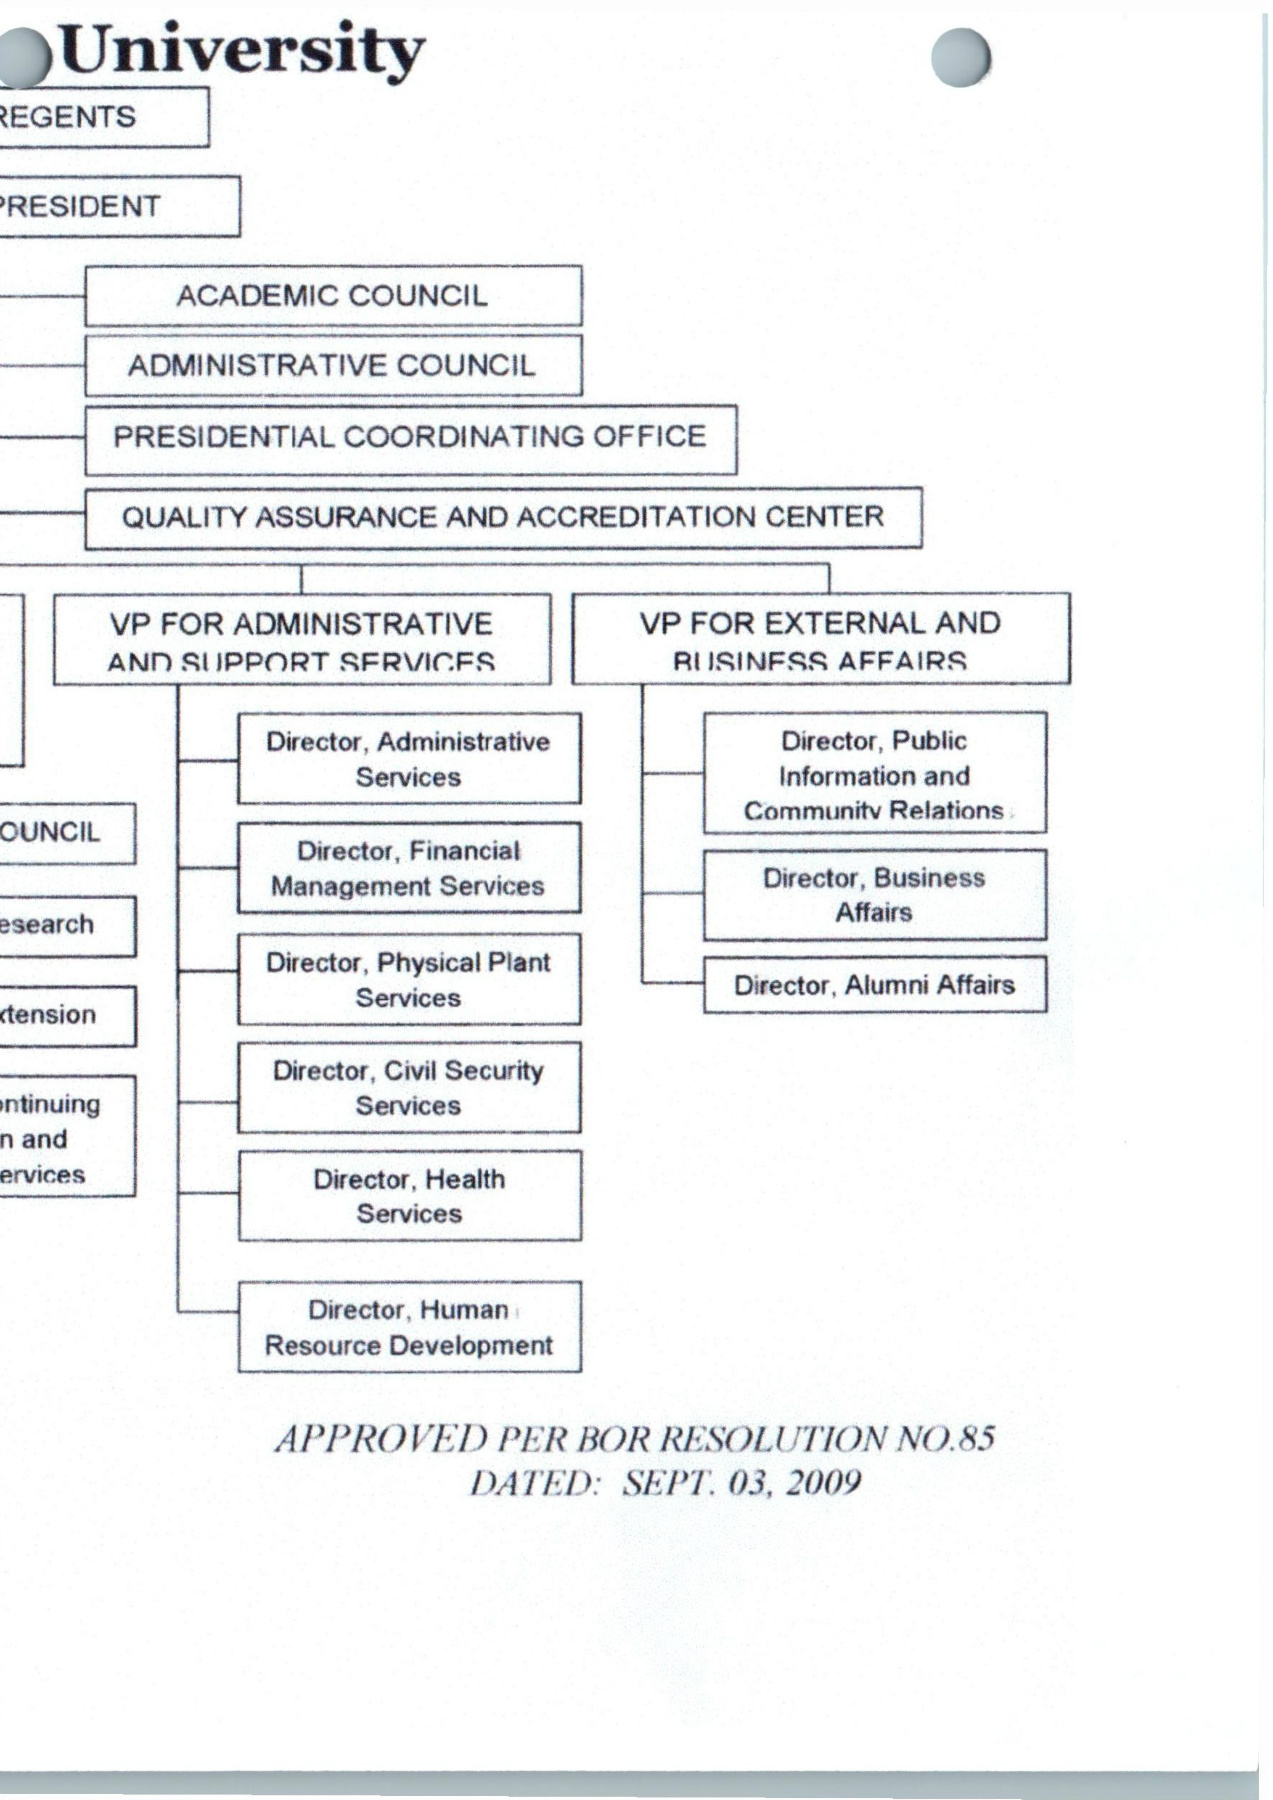 University
REGENTS
PRESIDENT
ACADEMIC COUNCIL
ADMINISTRATIVE COUNCIL
PRESIDENTIAL COORDINATING OFFICE
QUALITY ASSURANCE AND ACCREDITATION CENTER
VP FOR ADMINISTRATIVE
AND SUPPORT SERVICES
VP FOR EXTERNAL AND
BUSINESS AFFAIRS
OUNCIL
esearch
xtension
ontinuing
n and
ervices
Director, Administrative
Services
Director, Financial
Management Services
Director, Physical Plant
Services
Director, Civil Security
Services
Director, Health
Services
Director, Human
Resource Development
Director, Public
Information and
Community Relations
Director, Business
Affairs
Director, Alumni Affairs
APPROVED PER BOR RESOLUTION NO.85
DATED: SEPT. 03, 2009